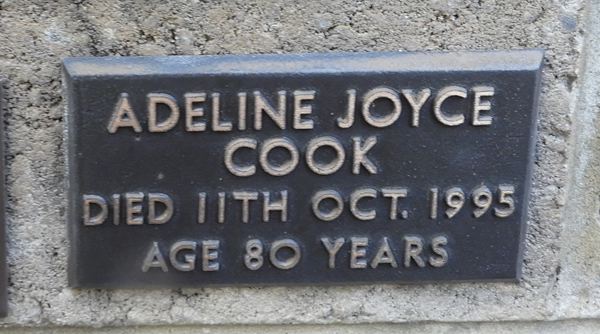 ADELINE JOYCE
COOK
DIED 11TH OCT. 1995
AGE 80 YEARS